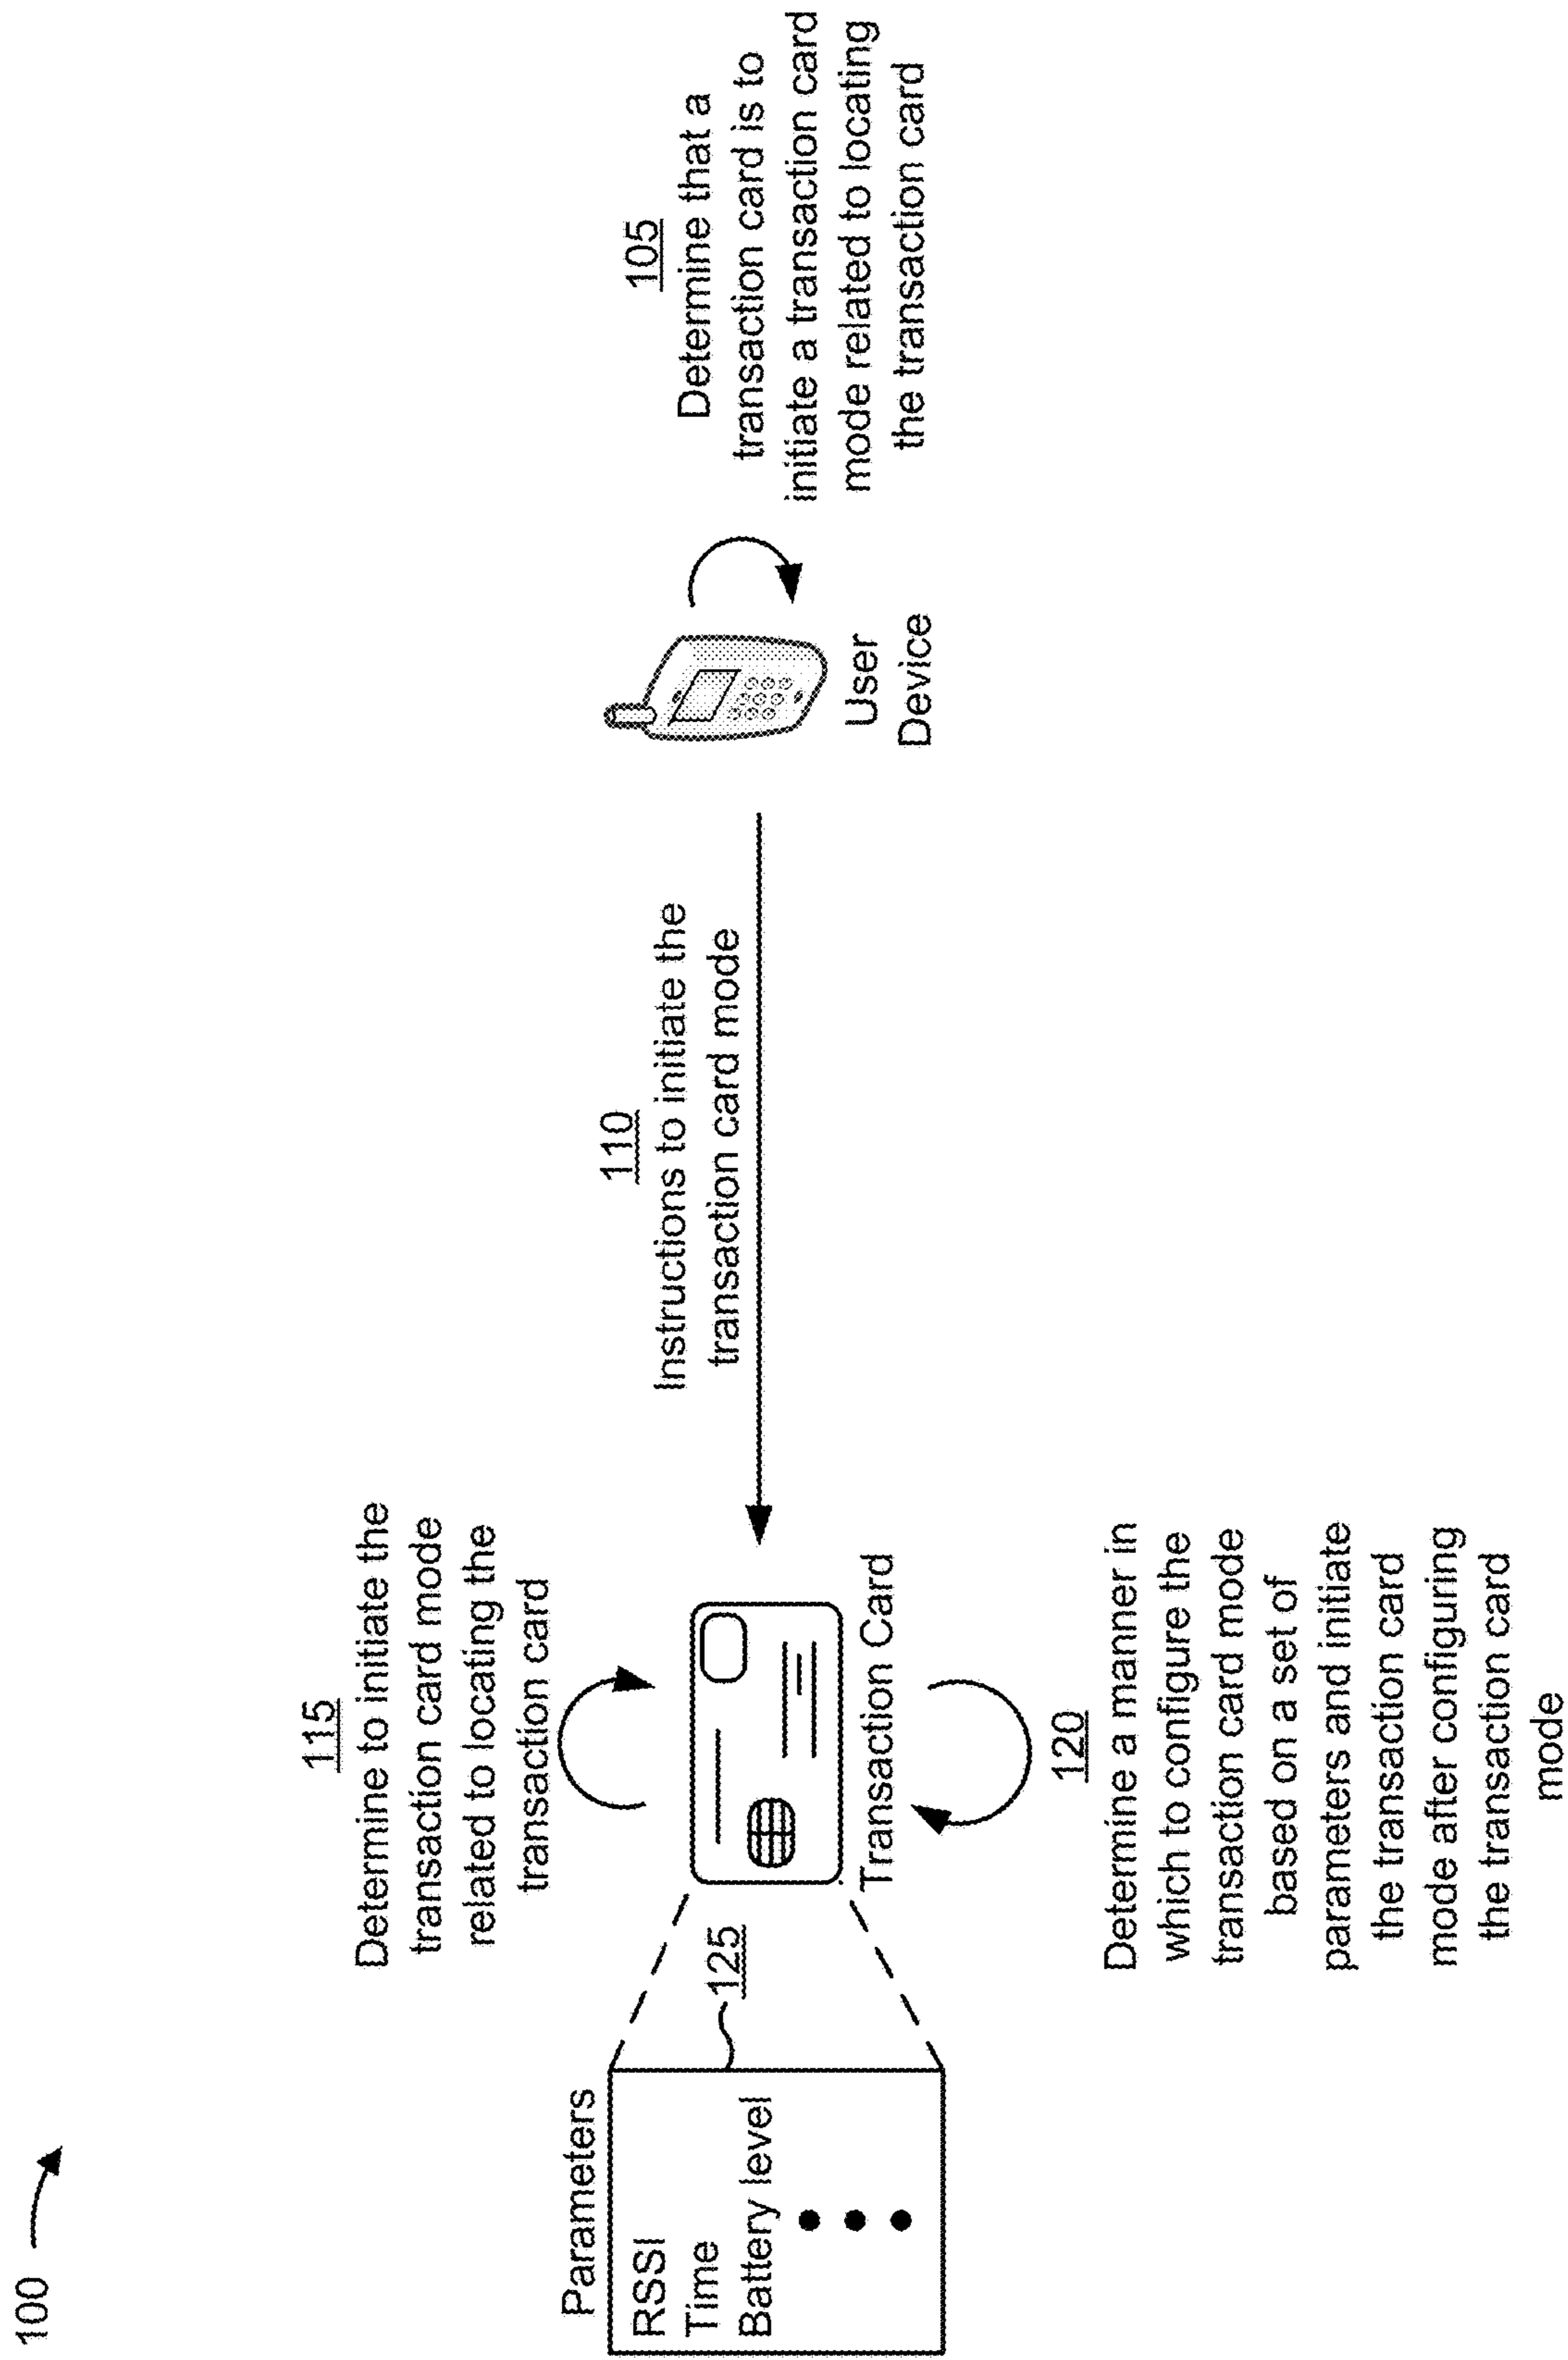 100
115
Determine to initiate the
transaction card mode
related to locating the
transaction card
Parameters
RSSI
Time
Battery level
125
Transaction Card
120
Determine a manner in
which to configure the
transaction card mode
based on a set of
parameters and initiate
the transaction card
mode after configuring
the transaction card
mode
110
Instructions to initiate the
transaction card mode
User
Device
105
Determine that a
transaction card is to
initiate a transaction card
mode related to locating
the transaction card